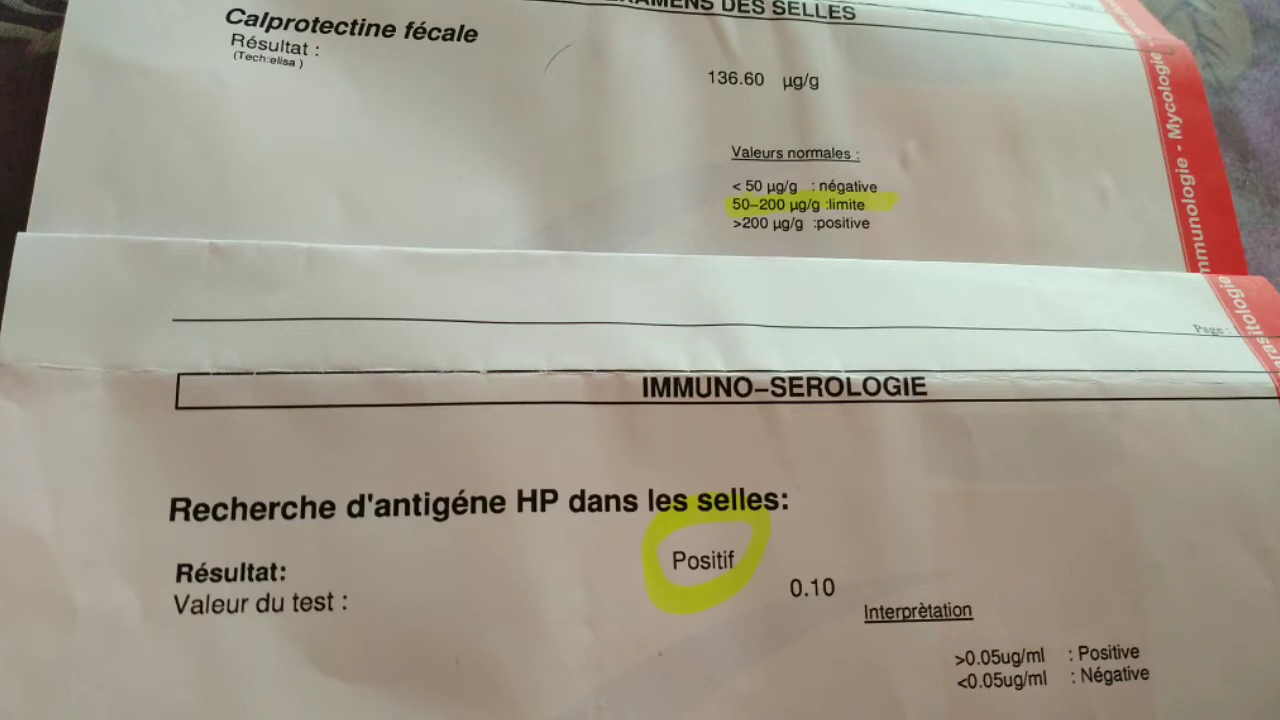 EXAMENS DES SELLES
Calprotectine fécale
Résultat :
(Tech:elisa )
136.60 µg/g
Valeurs normales :
< 50 µg/g : négative
50–200 µg/g :limite
>200 µg/g :positive
Immunologie - Mycologie
Page :
IMMUNO–SEROLOGIE
Recherche d'antigéne HP dans les selles:
Résultat: Positif
Valeur du test : 0.10
Interprètation
>0.05ug/ml : Positive
<0.05ug/ml : Négative